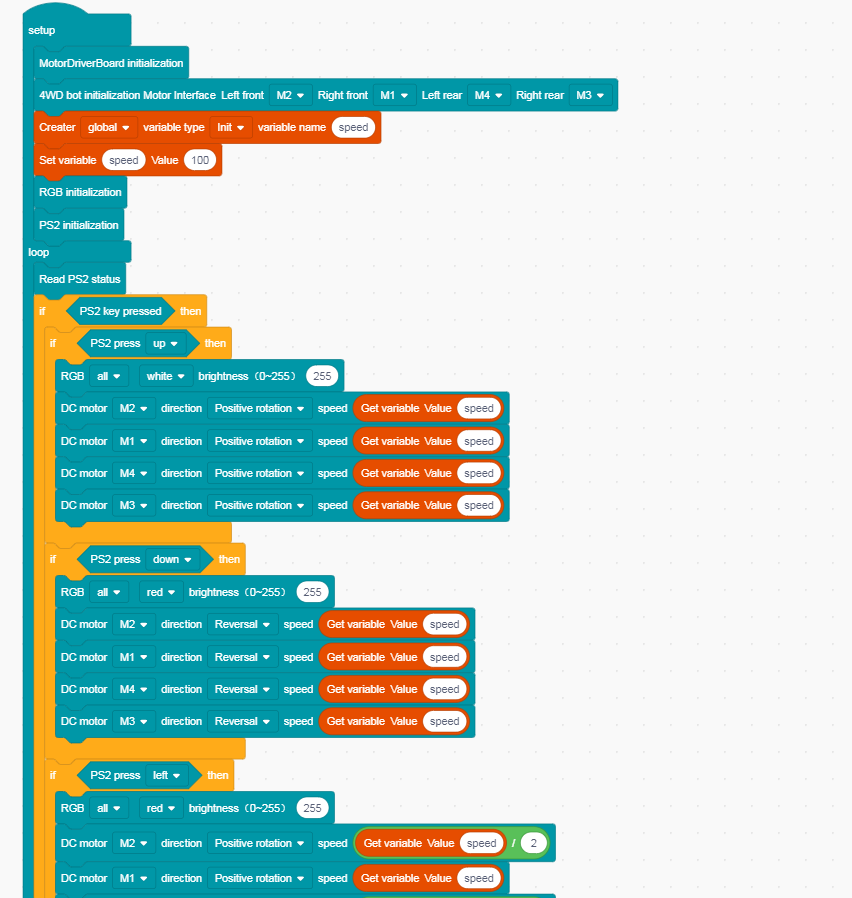 setup
MotorDriverBoard initialization
4WD bot initialization Motor Interface Left front M2 Right front M1 Left rear M4 Right rear M3
Creater global variable type Init variable name speed
Set variable speed Value 100
RGB initialization
PS2 initialization
loop
Read PS2 status
if PS2 key pressed then
if PS2 press up then
RGB all white brightness（0~255） 255
DC motor M2 direction Positive rotation speed Get variable Value speed
DC motor M1 direction Positive rotation speed Get variable Value speed
DC motor M4 direction Positive rotation speed Get variable Value speed
DC motor M3 direction Positive rotation speed Get variable Value speed
if PS2 press down then
RGB all red brightness（0~255） 255
DC motor M2 direction Reversal speed Get variable Value speed
DC motor M1 direction Reversal speed Get variable Value speed
DC motor M4 direction Reversal speed Get variable Value speed
DC motor M3 direction Reversal speed Get variable Value speed
if PS2 press left then
RGB all red brightness（0~255） 255
DC motor M2 direction Positive rotation speed Get variable Value speed / 2
DC motor M1 direction Positive rotation speed Get variable Value speed